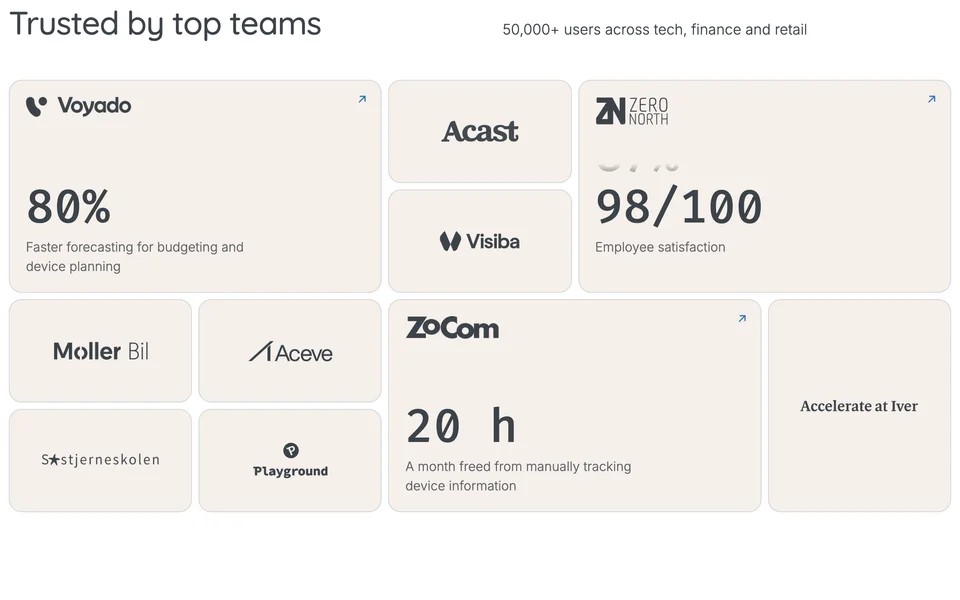 Trusted by top teams
50,000+ users across tech, finance and retail
Voyado
80%
Faster forecasting for budgeting and
device planning
Acast
Visiba
ZN ZERO
NORTH
98/100
Employee satisfaction
Møller Bil
Aceve
S★stjerneskolen
Playground
ZoCom
20 h
A month freed from manually tracking
device information
Accelerate at Iver